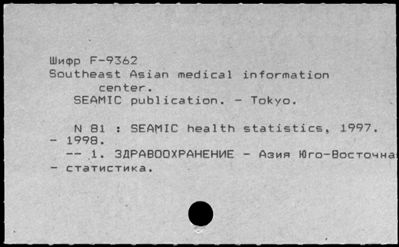 Шифр F-9362
Southeast Asian medical information
center.
SEAMIC publication. - Tokyo.
N 81 : SEAMIC health statistics, 1997.
- 1998.
-- 1. ЗДРАВООХРАНЕНИЕ - Азия Юго-Восточна
- статистика.